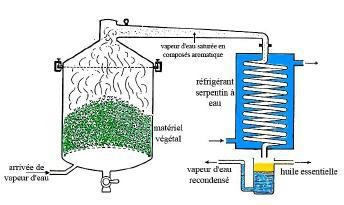 vapeur d'eau saturée en
composés aromatique
réfrigérant
serpentin à
eau
matériel
végétal
arrivée de
vapeur d'eau
vapeur d'eau
recondensé
huile essentielle